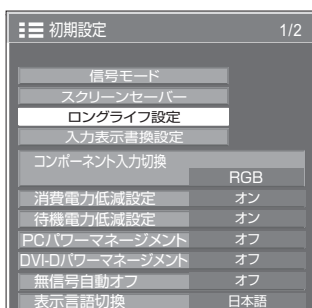 初期設定 1/2
信号モード
スクリーンセーバー
ロングライフ設定
入力表示書換設定
コンポーネント入力切換
RGB
消費電力低減設定 オン
待機電力低減設定 オン
PCパワーマネージメント オフ
DVI-Dパワーマネージメント オフ
無信号自動オフ オフ
表示言語切換 日本語